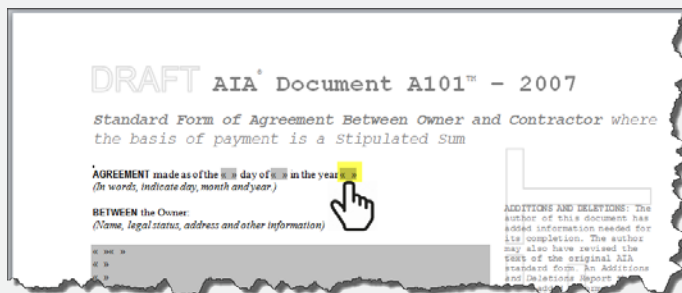 DRAFT AIA® Document A101™ – 2007
Standard Form of Agreement Between Owner and Contractor where
the basis of payment is a Stipulated Sum
AGREEMENT made as of the « » day of « » in the year « »
(In words, indicate day, month and year.)
BETWEEN the Owner:
(Name, legal status, address and other information)
« »« »
« »
« »
ADDITIONS AND DELETIONS: The
author of this document has
added information needed for
its completion. The author
may also have revised the
text of the original AIA
standard form. An Additions
and Deletions Report